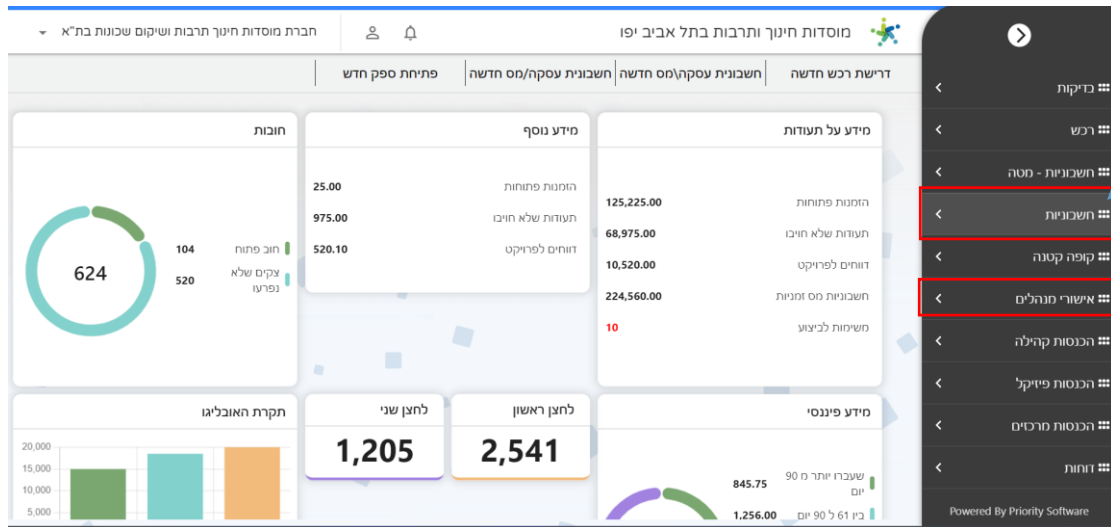 מוסדות חינוך ותרבות בתל אביב יפו
חברת מוסדות חינוך תרבות ושיקום שכונות בת"א
דרישת רכש חדשה
חשבונית עסקה\מס חדשה
חשבונית עסקה/מס חדשה
פתיחת ספק חדש
בדיקות
רכש
חשבוניות - מטה
חשבוניות
קופה קטנה
אישורי מנהלים
הכנסות קהילה
הכנסות פיזיקל
הכנסות מרכזים
דוחות
Powered By Priority Software
מידע על תעודות
הזמנות פתוחות 125,225.00
תעודות שלא חויבו 68,975.00
דווחים לפרויקט 10,520.00
חשבוניות מס זמניות 224,560.00
משימות לביצוע 10
מידע נוסף
הזמנות פתוחות 25.00
תעודות שלא חויבו 975.00
דווחים לפרויקט 520.10
חובות
חוב פתוח 104
צקים שלא
נפרעו
520
624
מידע פיננסי
שעברו יותר מ 90
יום
845.75
בין 61 ל 90 יום 1,256.00
לחצן ראשון
2,541
לחצן שני
1,205
תקרת האובליגו
20,000
15,000
10,000
5,000